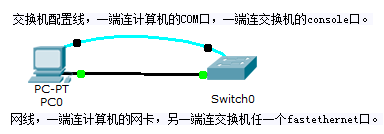 交换机配置线，一端连计算机的COM口，一端连交换机的console口。
PC-PT
PC0
Switch0
网线，一端连计算机的网卡，另一端连交换机任一个fastethernet口。